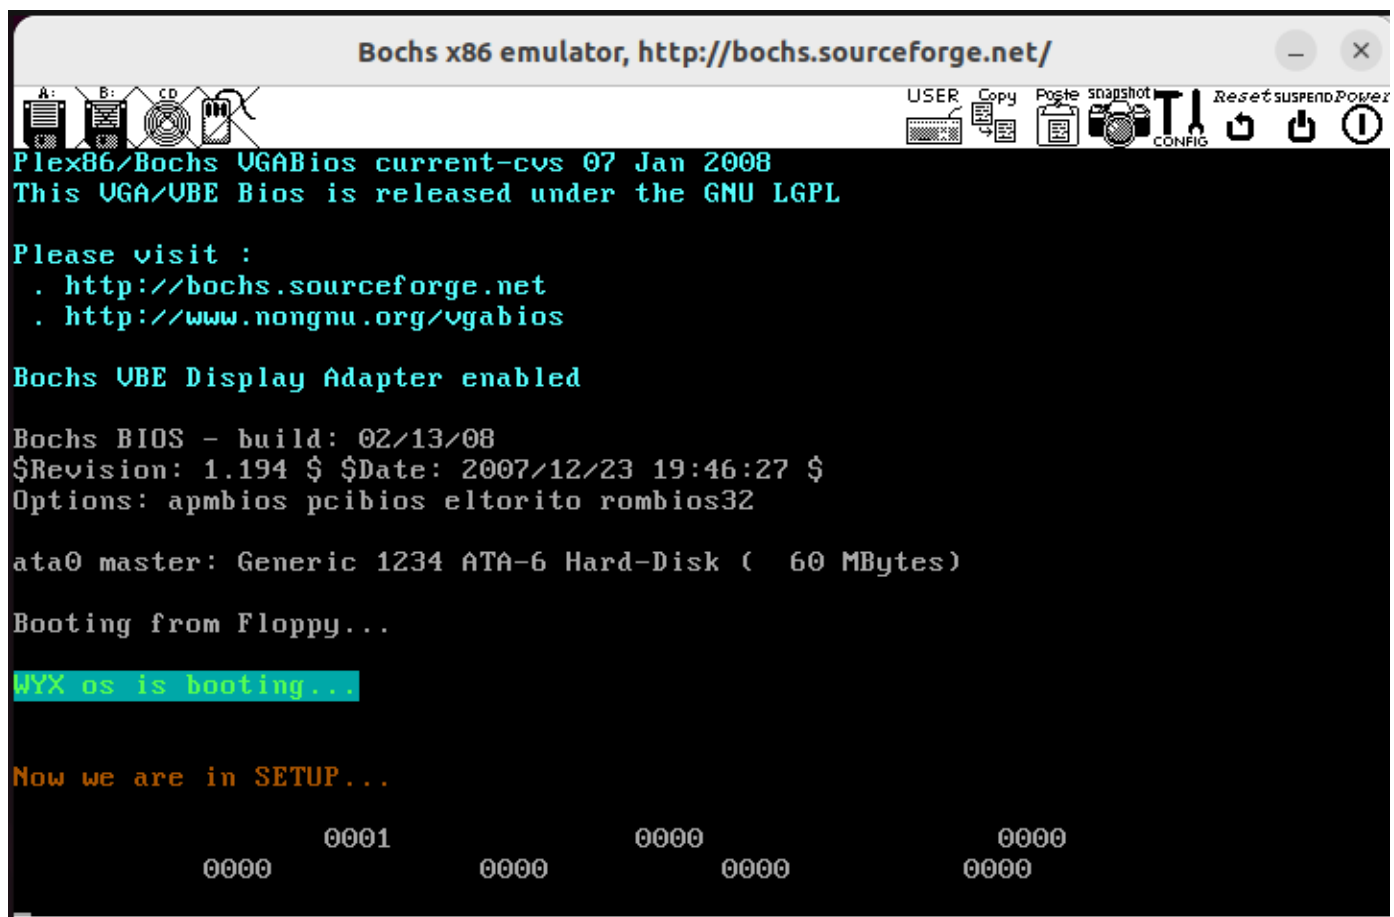 Bochs x86 emulator, http://bochs.sourceforge.net/
A: B: CD USER Copy Paste snapshot CONFIG Reset SUSPEND Power
Plex86/Bochs VGABios current-cvs 07 Jan 2008
This VGA/VBE Bios is released under the GNU LGPL
Please visit :
. http://bochs.sourceforge.net
. http://www.nongnu.org/vgabios
Bochs VBE Display Adapter enabled
Bochs BIOS - build: 02/13/08
$Revision: 1.194 $ $Date: 2007/12/23 19:46:27 $
Options: apmbios pcibios eltorito rombios32
ata0 master: Generic 1234 ATA-6 Hard-Disk (  60 MBytes)
Booting from Floppy...
WYX os is booting...
Now we are in SETUP...
0001 0000 0000
0000 0000 0000 0000